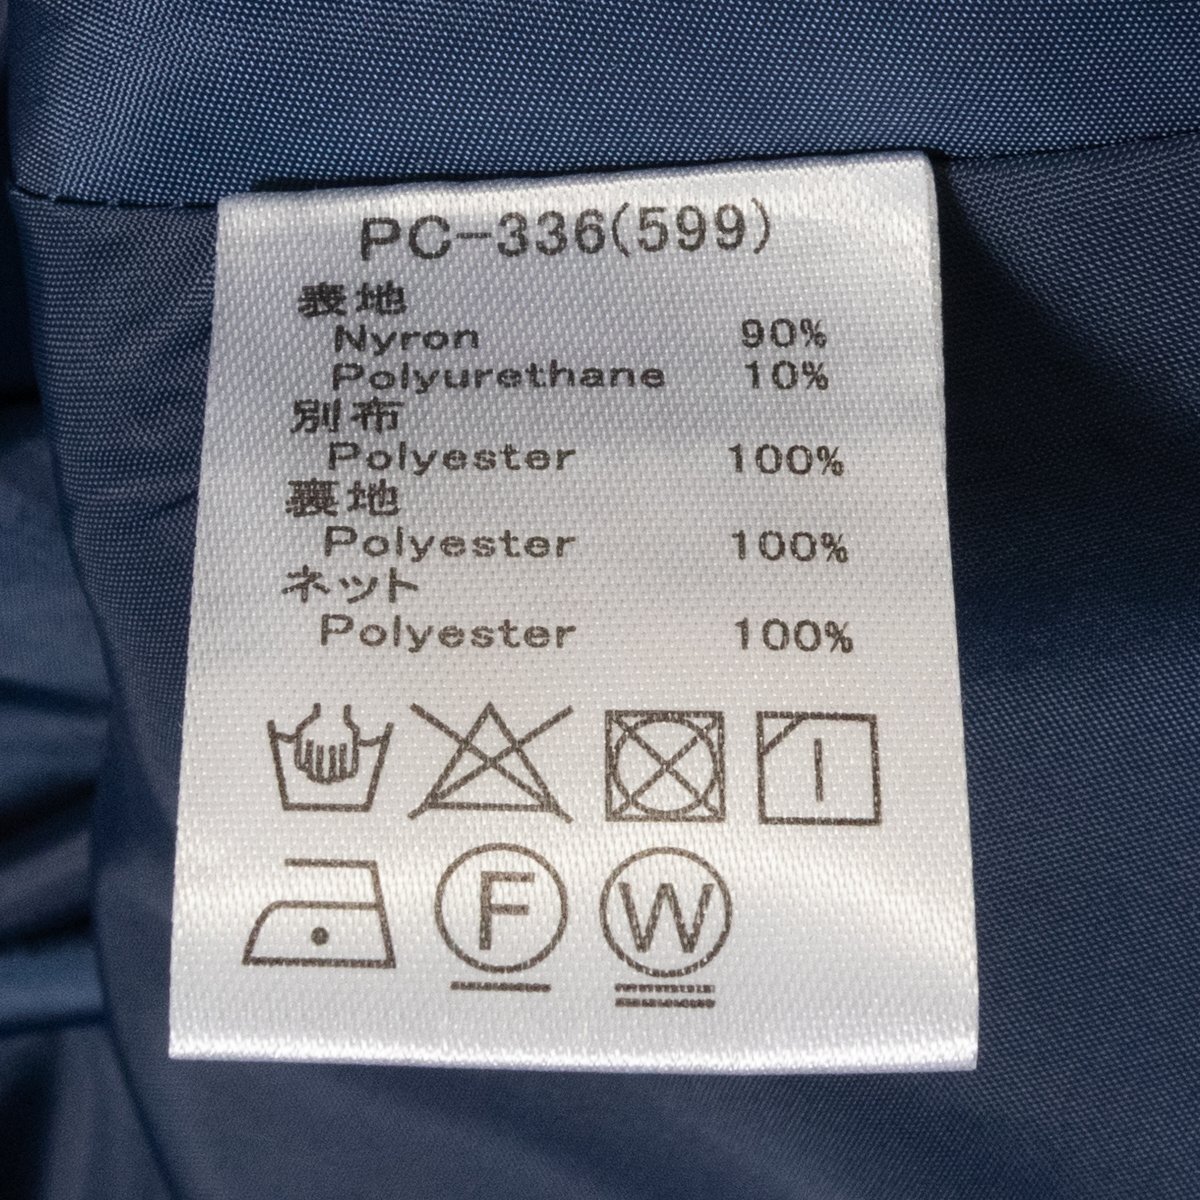 PC-336(599)
表地
Nyron 90%
Polyurethane 10%
別布
Polyester 100%
裏地
Polyester 100%
ネット
Polyester 100%
F W